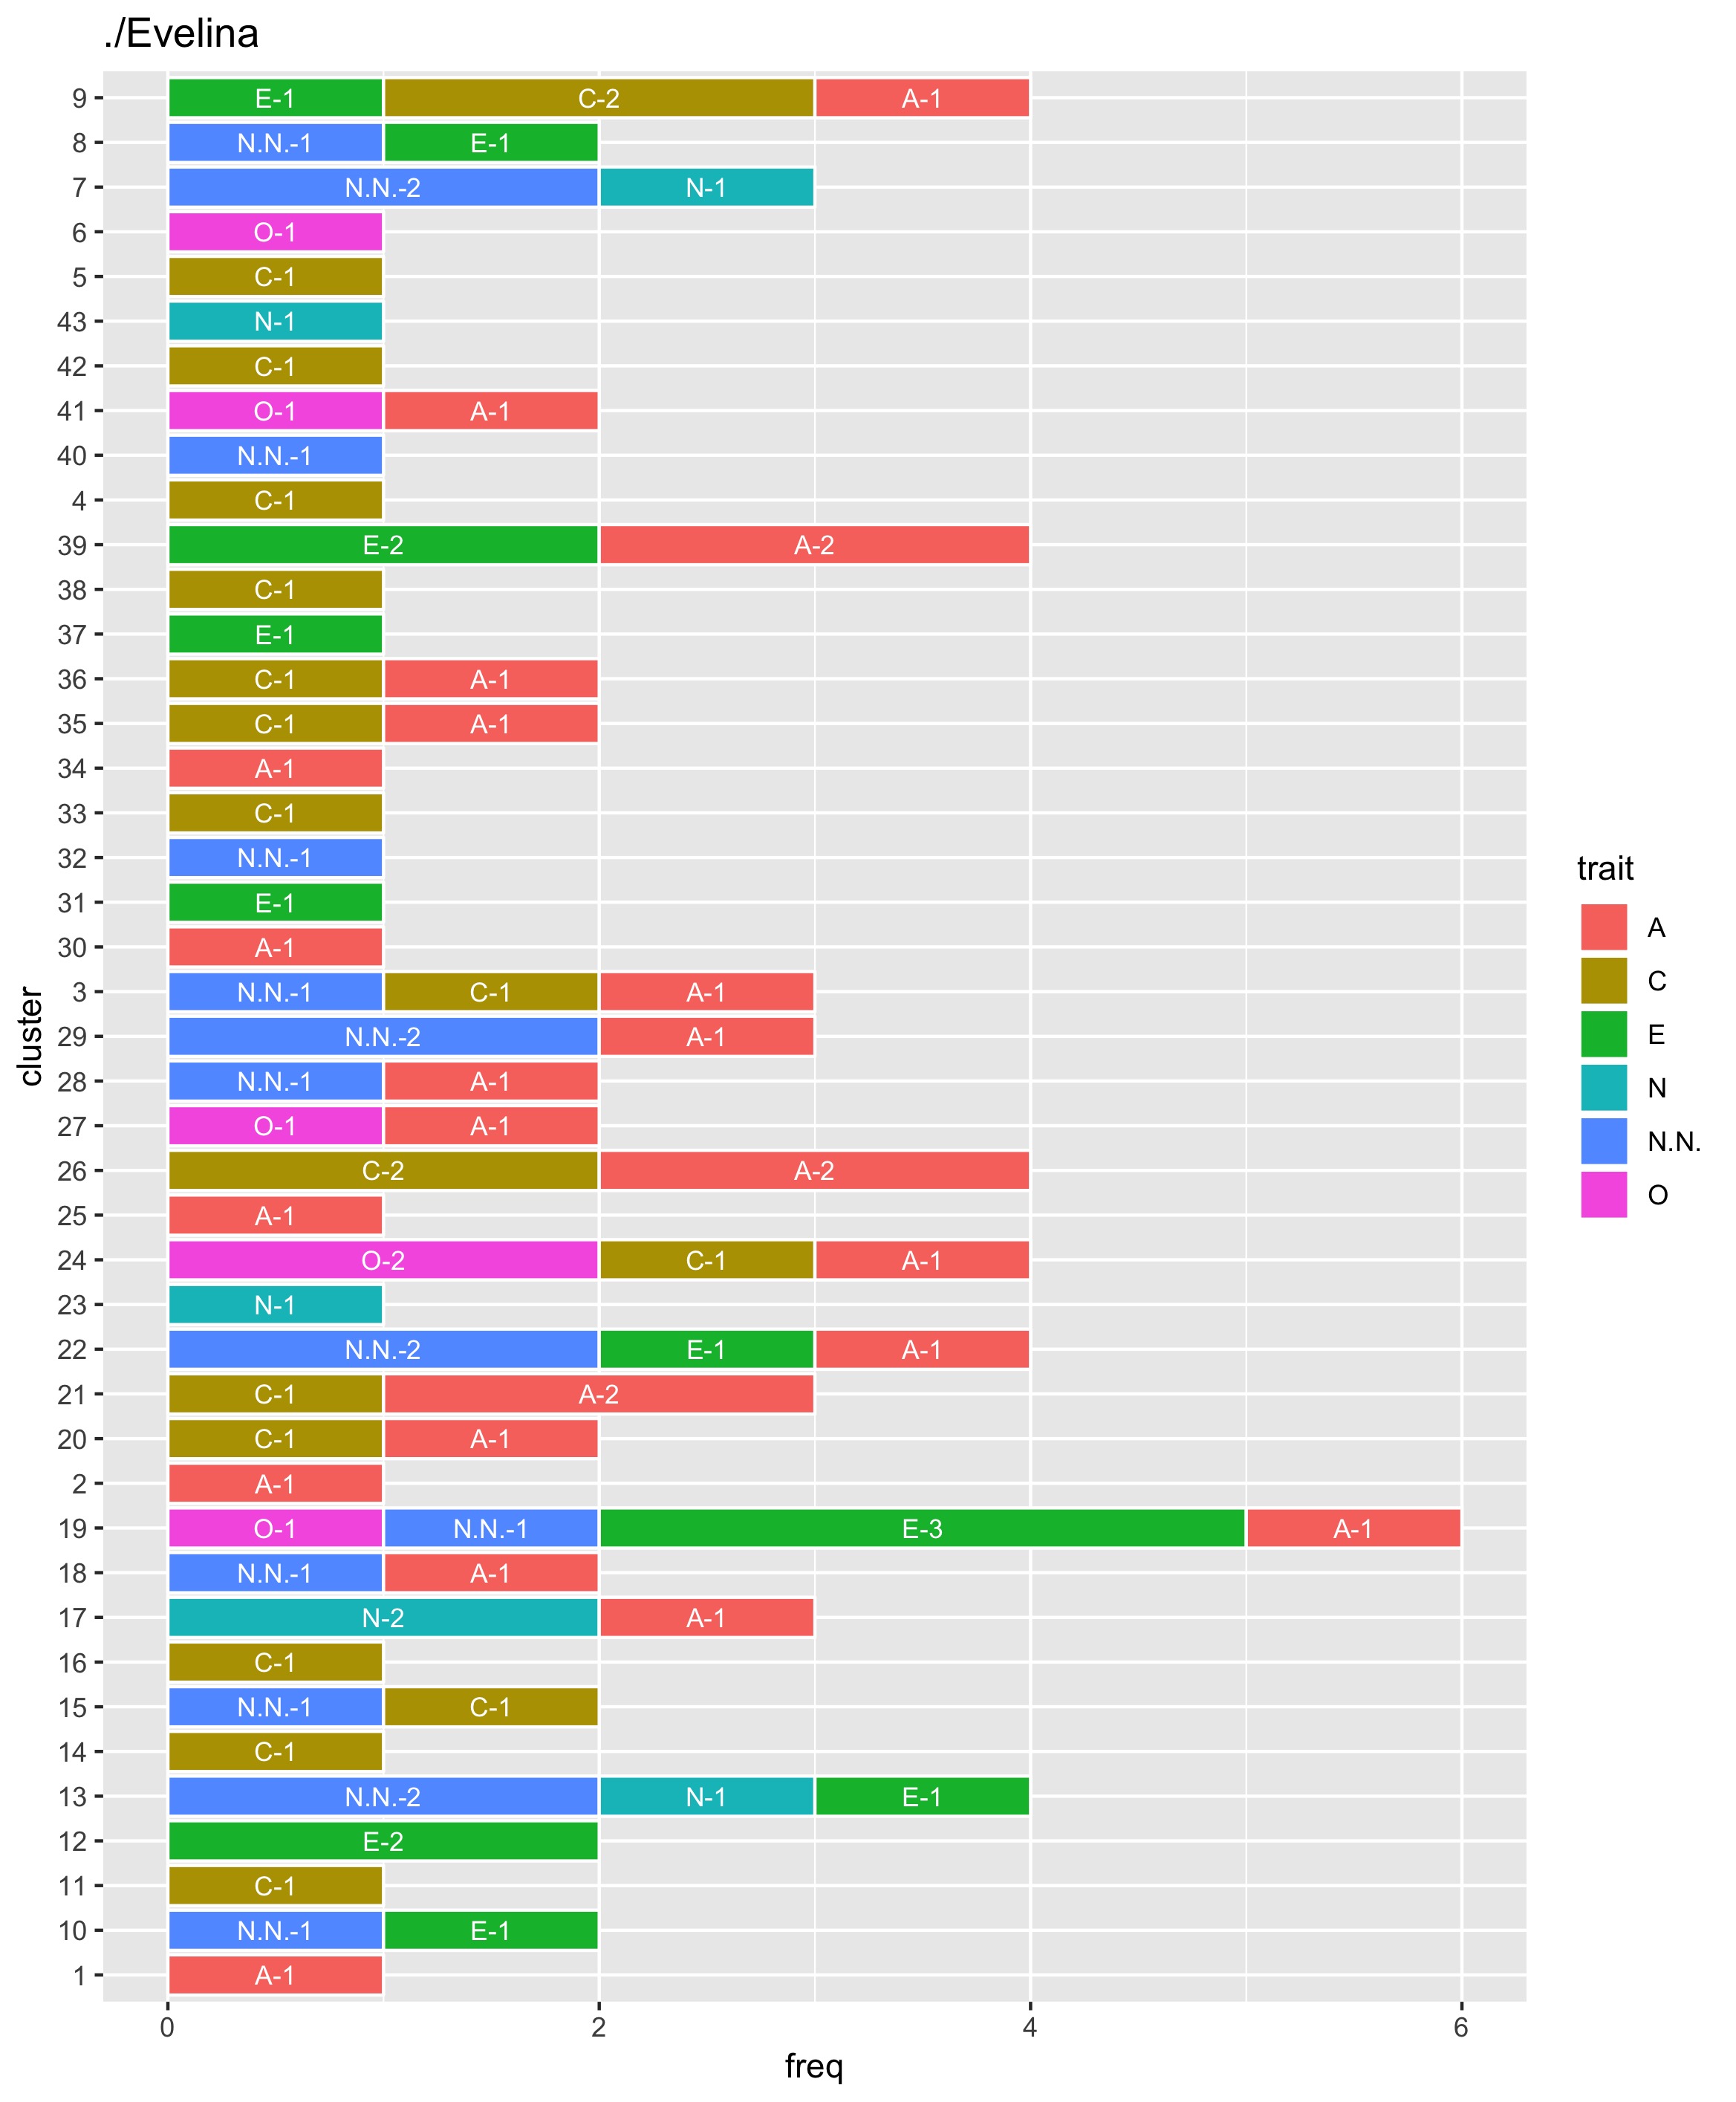 ./Evelina
9 E-1 C-2 A-1
8 N.N.-1 E-1
7 N.N.-2 N-1
6 O-1
5 C-1
43 N-1
42 C-1
41 O-1 A-1
40 N.N.-1
4 C-1
39 E-2 A-2
38 C-1
37 E-1
36 C-1 A-1
35 C-1 A-1
34 A-1
33 C-1
32 N.N.-1
31 E-1
30 A-1
3 N.N.-1 C-1 A-1
29 N.N.-2 A-1
28 N.N.-1 A-1
27 O-1 A-1
26 C-2 A-2
25 A-1
24 O-2 C-1 A-1
23 N-1
22 N.N.-2 E-1 A-1
21 C-1 A-2
20 C-1 A-1
2 A-1
19 O-1 N.N.-1 E-3 A-1
18 N.N.-1 A-1
17 N-2 A-1
16 C-1
15 N.N.-1 C-1
14 C-1
13 N.N.-2 N-1 E-1
12 E-2
11 C-1
10 N.N.-1 E-1
1 A-1
0 2 4 6
freq
cluster
trait
A
C
E
N
N.N.
O